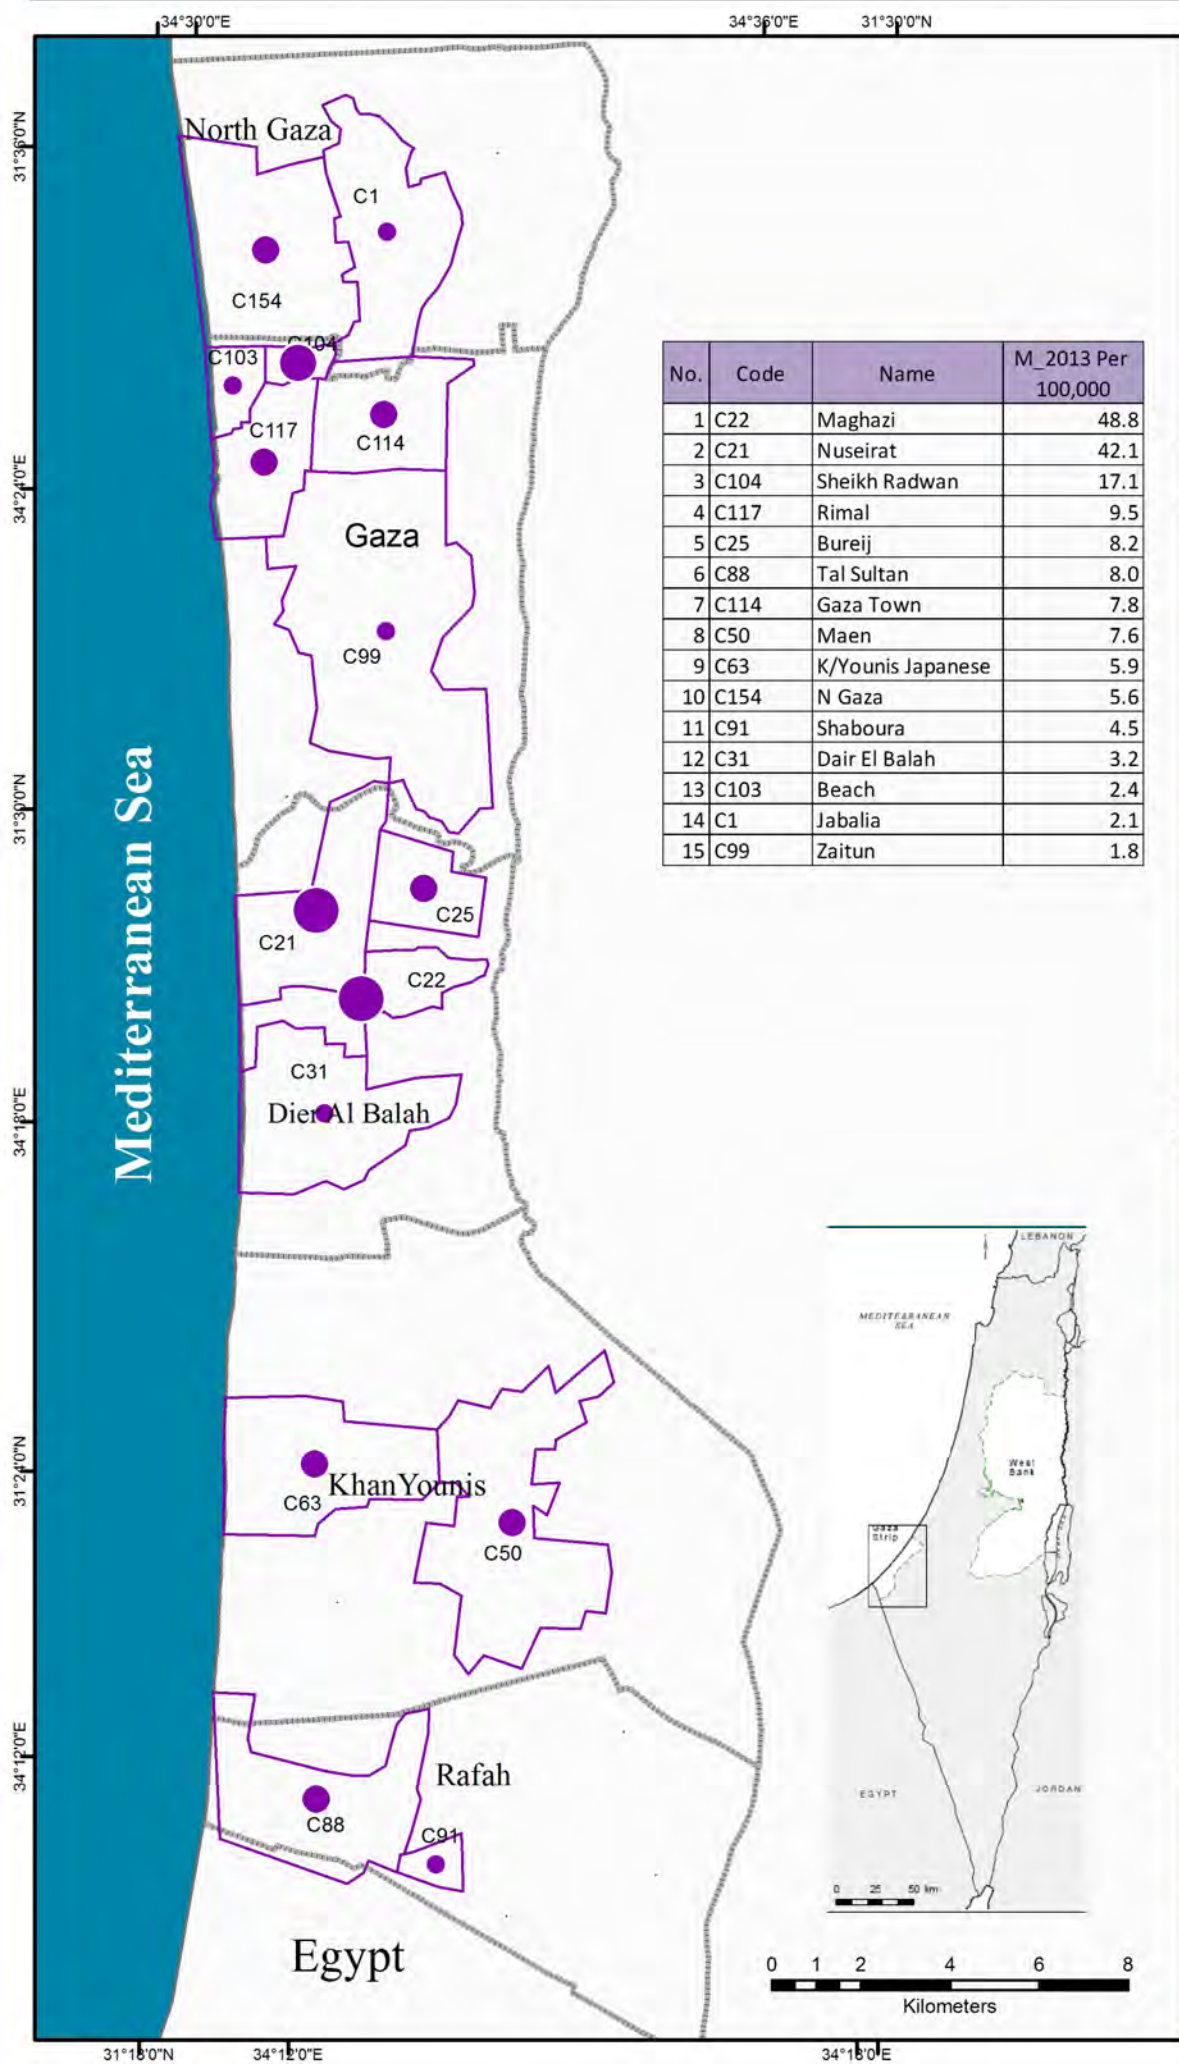 34°30'0"E
34°36'0"E
31°30'0"N
31°36'0"N
North Gaza
C1
C154
C104
C103
C117
C114
34°24'0"E
Gaza
C99
31°30'0"N
Mediterranean Sea
C25
C21
C22
C31
34°18'0"E
Dier Al Balah
31°24'0"N
KhanYounis
C63
C50
34°12'0"E
Rafah
C88
C91
Egypt
31°18'0"N
34°12'0"E
34°18'0"E
No. Code Name M_2013 Per 100,000
1 C22 Maghazi 48.8
2 C21 Nuseirat 42.1
3 C104 Sheikh Radwan 17.1
4 C117 Rimal 9.5
5 C25 Bureij 8.2
6 C88 Tal Sultan 8.0
7 C114 Gaza Town 7.8
8 C50 Maen 7.6
9 C63 K/Younis Japanese 5.9
10 C154 N Gaza 5.6
11 C91 Shaboura 4.5
12 C31 Dair El Balah 3.2
13 C103 Beach 2.4
14 C1 Jabalia 2.1
15 C99 Zaitun 1.8
LEBANON
MEDITERRANEAN
SEA
West
Bank
Gaza
Strip
EGYPT
JORDAN
0 25 50 km
0 1 2 4 6 8
Kilometers